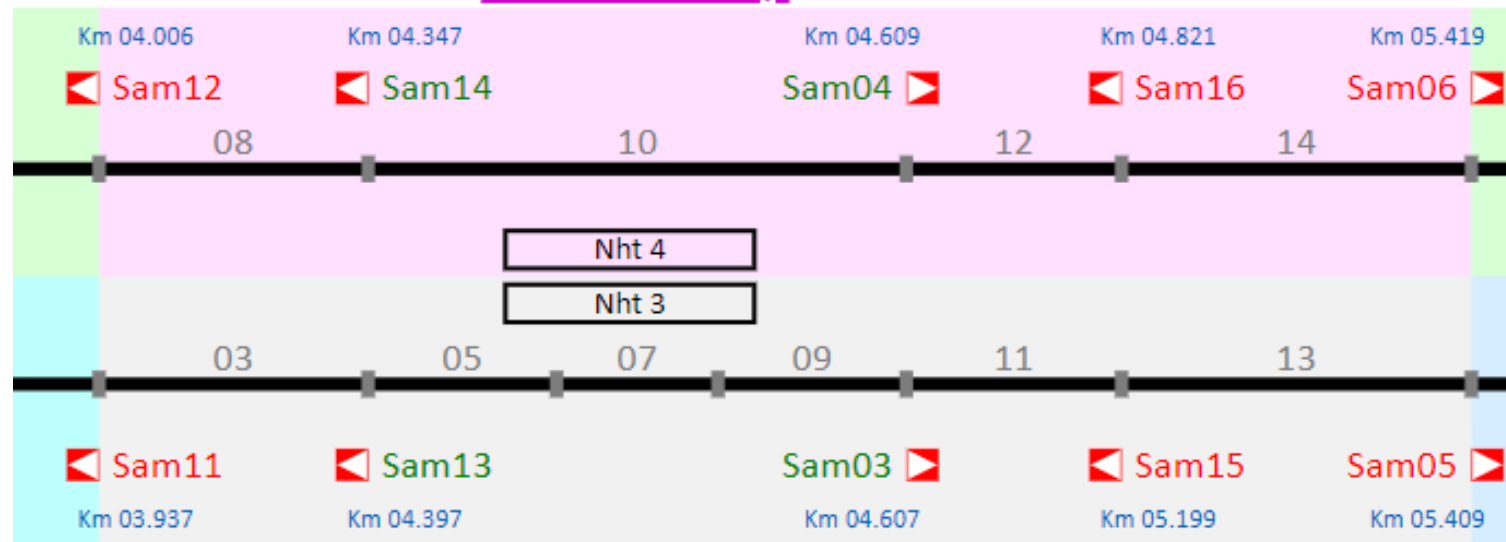 Km 04.006 Km 04.347 Km 04.609 Km 04.821 Km 05.419
Sam12 Sam14 Sam04 Sam16 Sam06
08 10 12 14
Nht 4
Nht 3
03 05 07 09 11 13
Sam11 Sam13 Sam03 Sam15 Sam05
Km 03.937 Km 04.397 Km 04.607 Km 05.199 Km 05.409